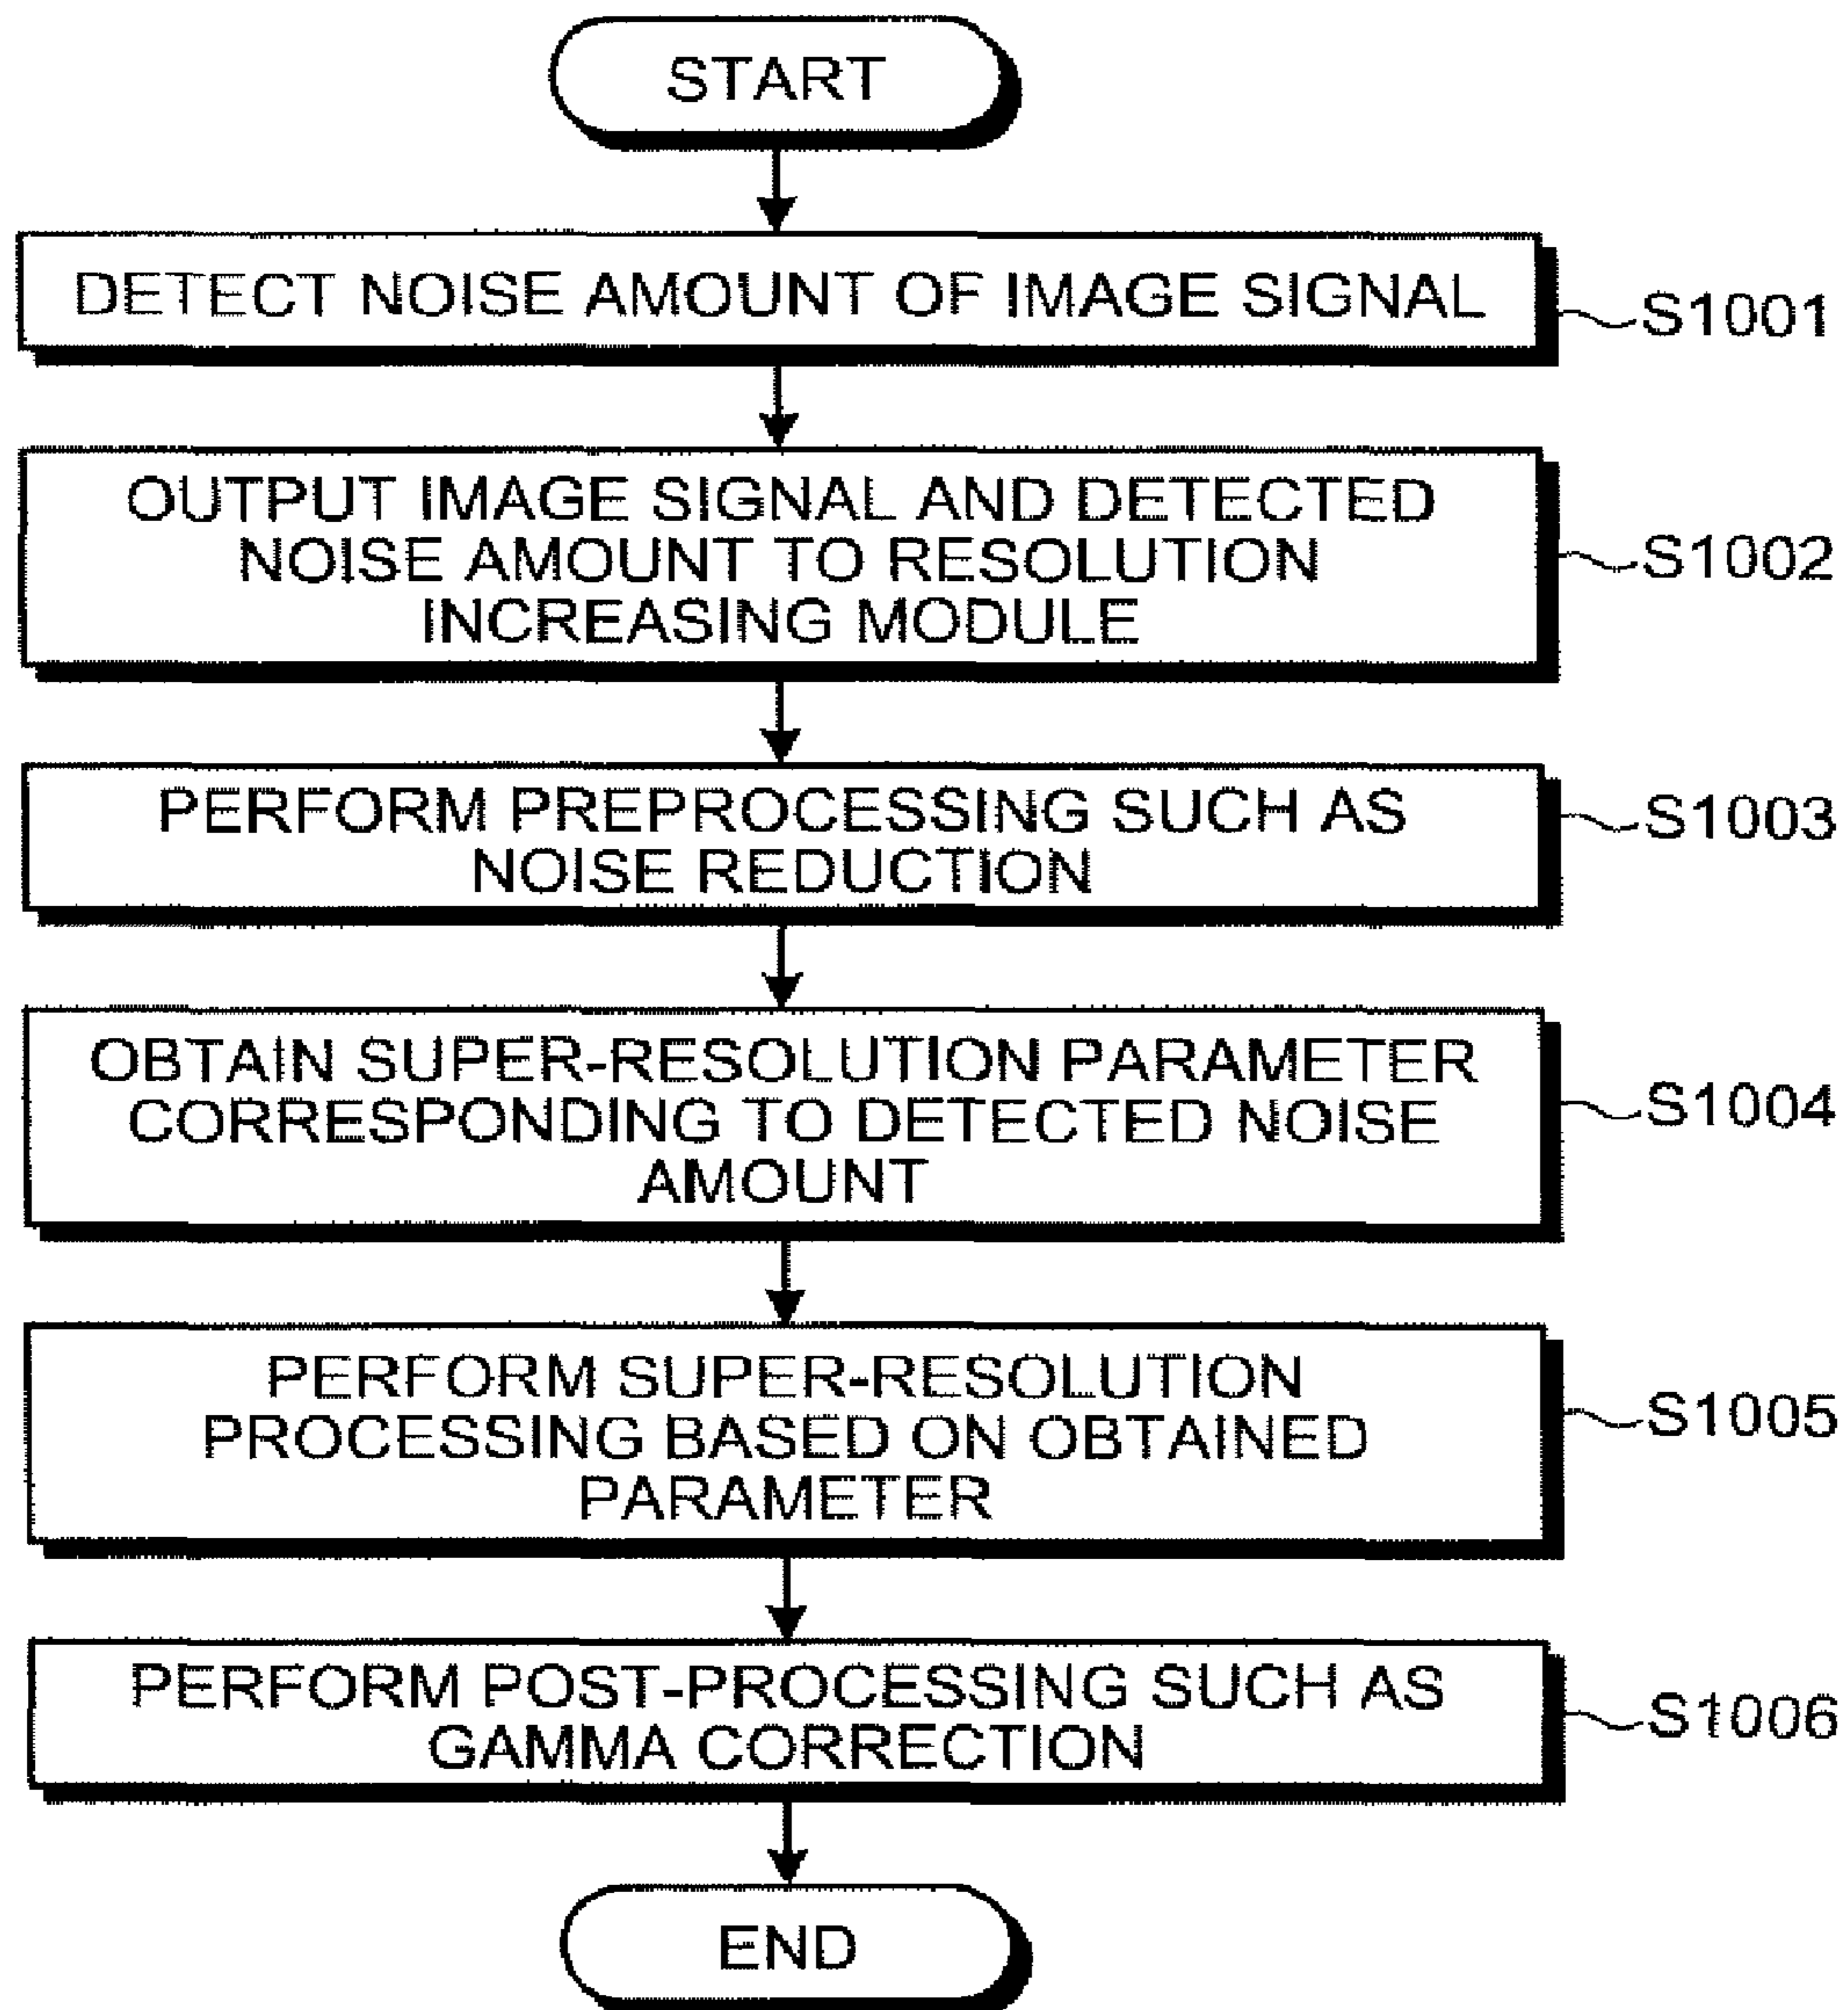 START
DETECT NOISE AMOUNT OF IMAGE SIGNAL
S1001
OUTPUT IMAGE SIGNAL AND DETECTED
NOISE AMOUNT TO RESOLUTION
INCREASING MODULE
S1002
PERFORM PREPROCESSING SUCH AS
NOISE REDUCTION
S1003
OBTAIN SUPER-RESOLUTION PARAMETER
CORRESPONDING TO DETECTED NOISE
AMOUNT
S1004
PERFORM SUPER-RESOLUTION
PROCESSING BASED ON OBTAINED
PARAMETER
S1005
PERFORM POST-PROCESSING SUCH AS
GAMMA CORRECTION
S1006
END